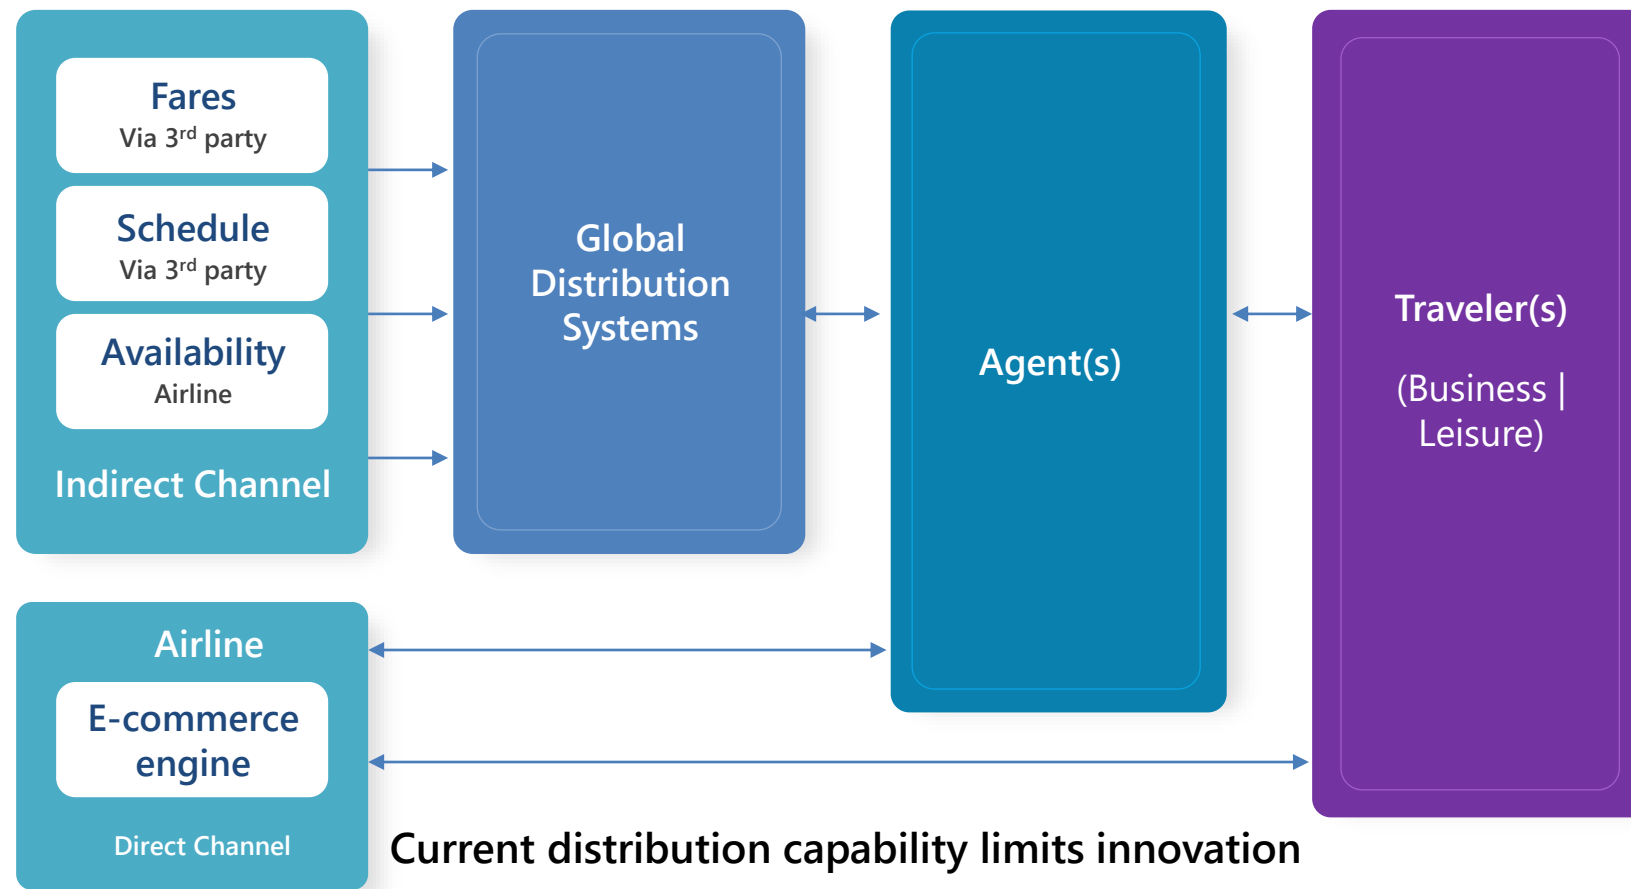 Fares
Via 3rd party
Schedule
Via 3rd party
Availability
Airline
Indirect Channel
Global
Distribution
Systems
Agent(s)
Traveler(s)
(Business |
Leisure)
Airline
E-commerce
engine
Direct Channel
Current distribution capability limits innovation